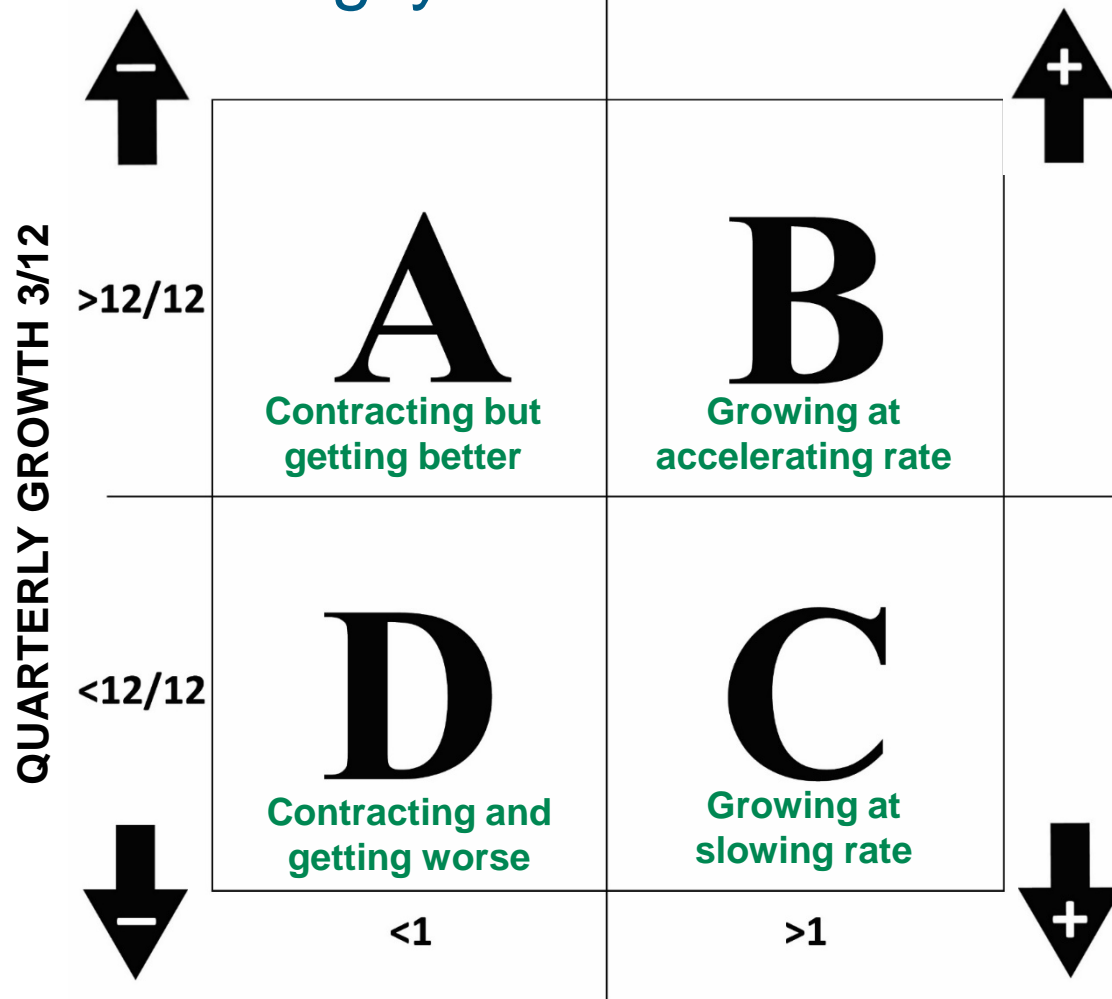 − +
QUARTERLY GROWTH 3/12
>12/12
A B
Contracting but
getting better
Growing at
accelerating rate
<12/12
D C
Contracting and
getting worse
Growing at
slowing rate
− +
<1 >1